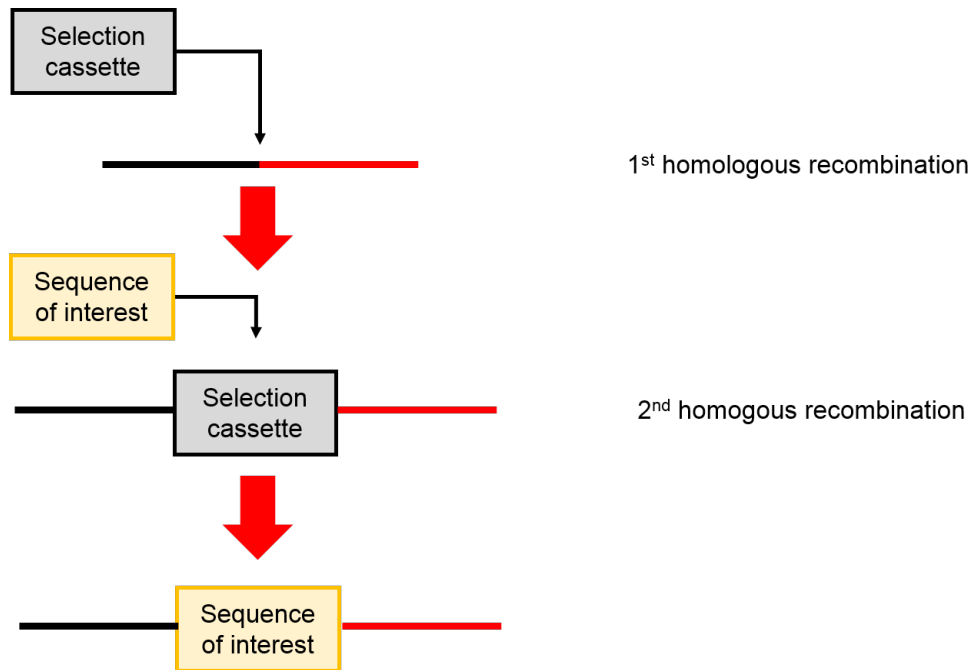 Selection
cassette
1st homologous recombination
Sequence
of interest
Selection
cassette
2nd homogous recombination
Sequence
of interest